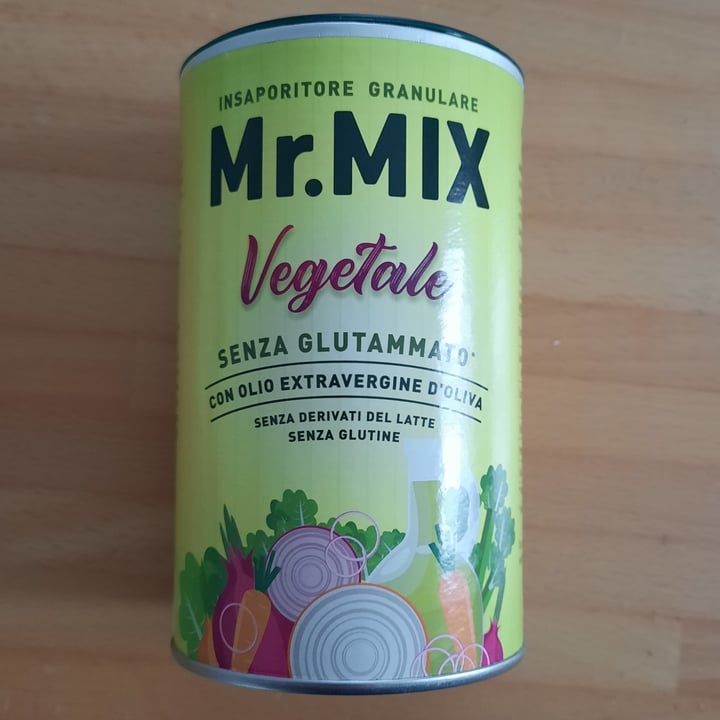 INSAPORITORE GRANULARE
Mr.MIX
Vegetale
SENZA GLUTAMMATO*
CON OLIO EXTRAVERGINE D'OLIVA
SENZA DERIVATI DEL LATTE
SENZA GLUTINE